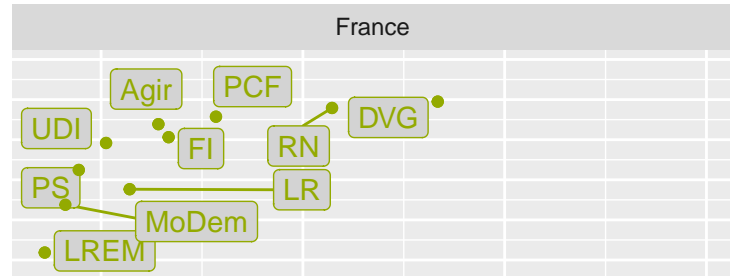 France
Agir
PCF
UDI
DVG
FI
RN
PS
LR
MoDem
LREM